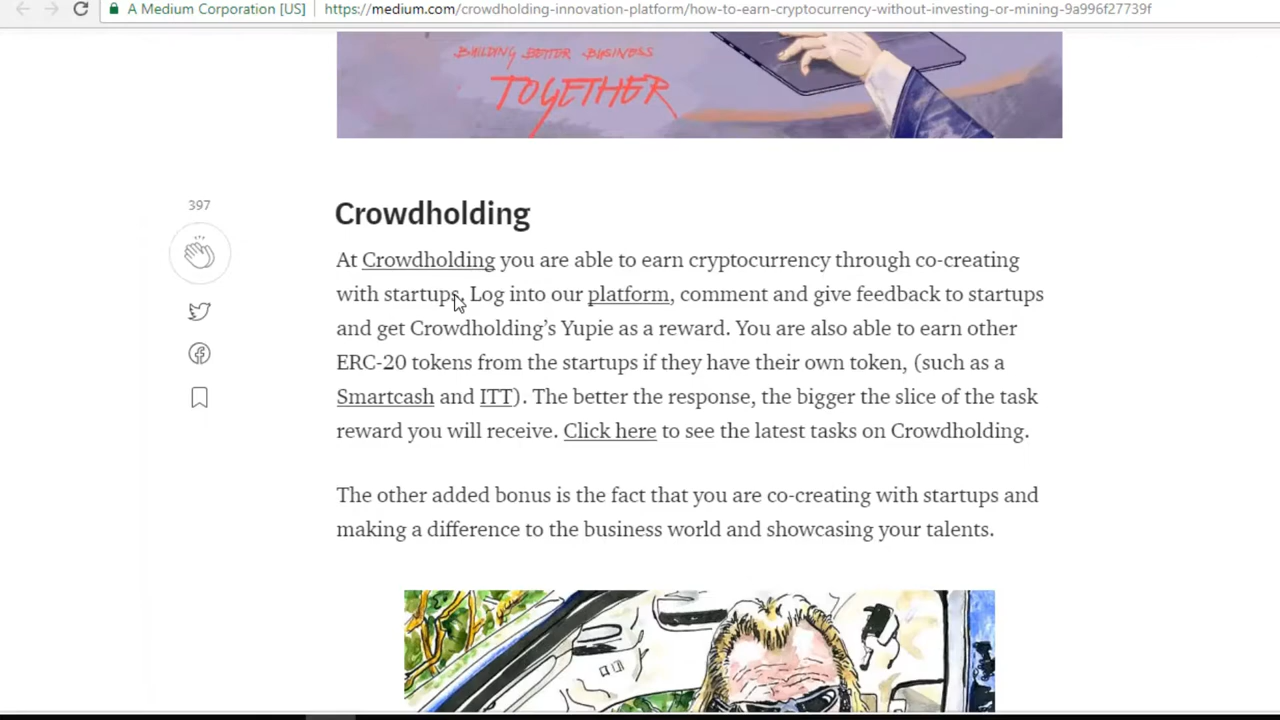 A Medium Corporation [US]
https://medium.com/crowdholding-innovation-platform/how-to-earn-cryptocurrency-without-investing-or-mining-9a996f27739f
BUILDING BETTER BUSINESS
TOGETHER
397
Crowdholding
At Crowdholding you are able to earn cryptocurrency through co-creating
with startups. Log into our platform, comment and give feedback to startups
and get Crowdholding’s Yupie as a reward. You are also able to earn other
ERC-20 tokens from the startups if they have their own token, (such as a
Smartcash and ITT). The better the response, the bigger the slice of the task
reward you will receive. Click here to see the latest tasks on Crowdholding.
The other added bonus is the fact that you are co-creating with startups and
making a difference to the business world and showcasing your talents.